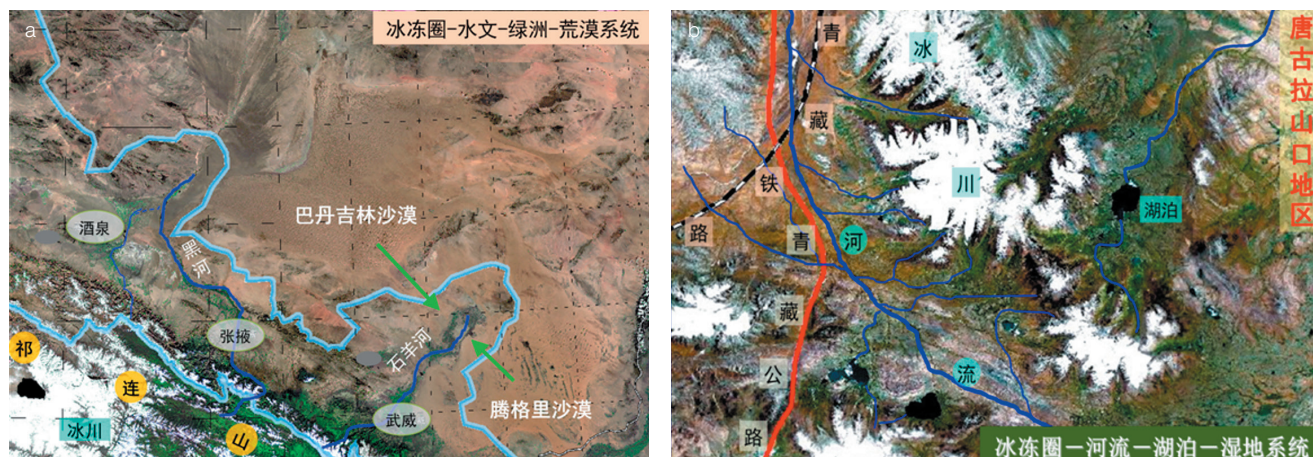 a
冰冻圈-水文-绿洲-荒漠系统
巴丹吉林沙漠
酒泉
黑河
张掖
石羊河
祁
连
山
冰川
武威
腾格里沙漠
b
唐古拉山口地区
青
藏
铁
路
冰
川
湖泊
青
藏
公
路
河
流
冰冻圈－河流－湖泊－湿地系统